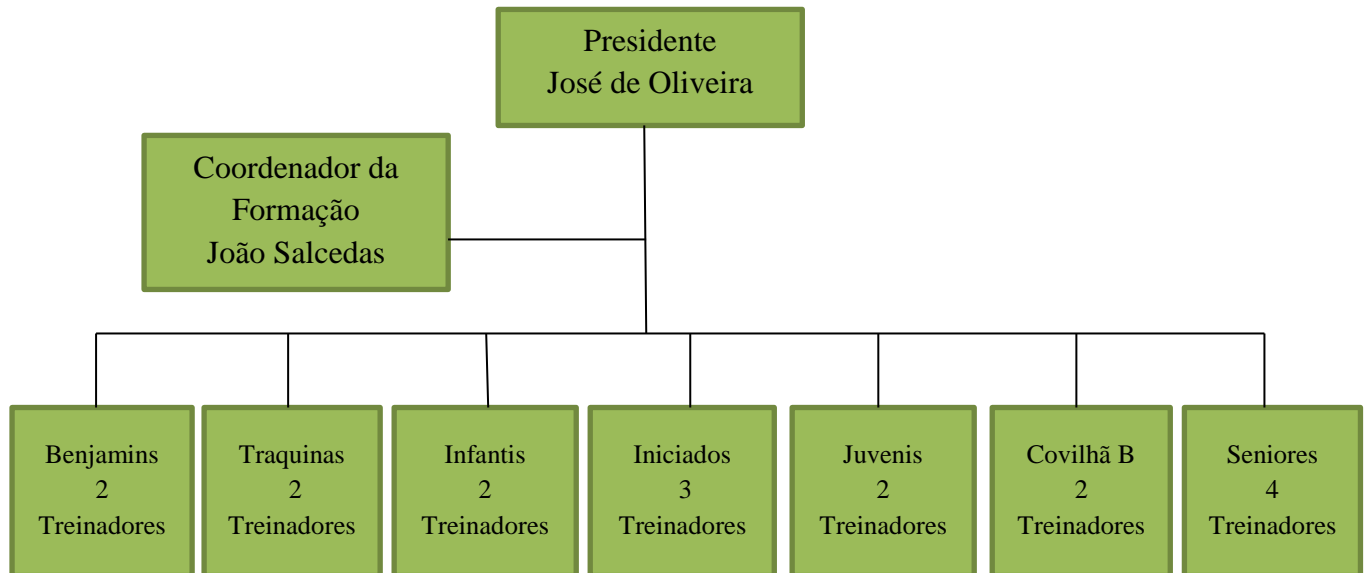 Presidente
José de Oliveira
Coordenador da
Formação
João Salcedas
Benjamins
2
Treinadores
Traquinas
2
Treinadores
Infantis
2
Treinadores
Iniciados
3
Treinadores
Juvenis
2
Treinadores
Covilhã B
2
Treinadores
Seniores
4
Treinadores